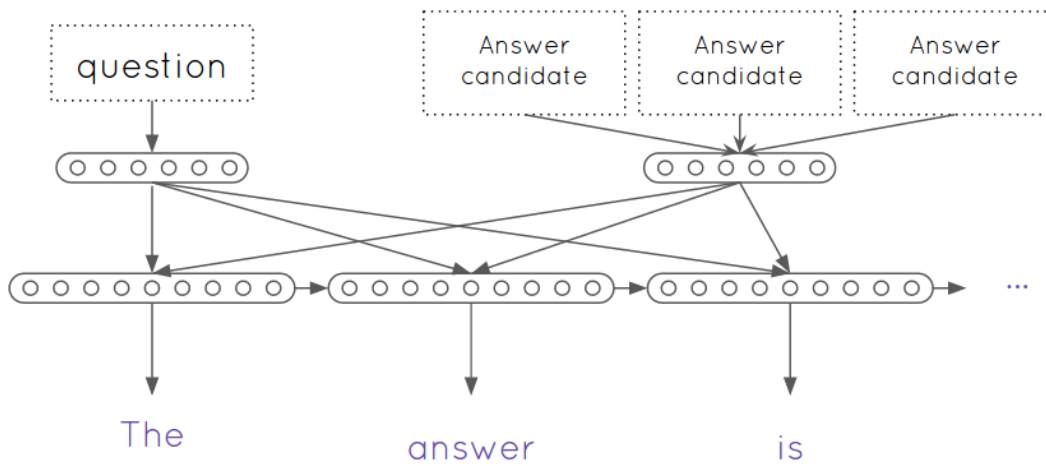 question
Answer
candidate
Answer
candidate
Answer
candidate
...
The
answer
is